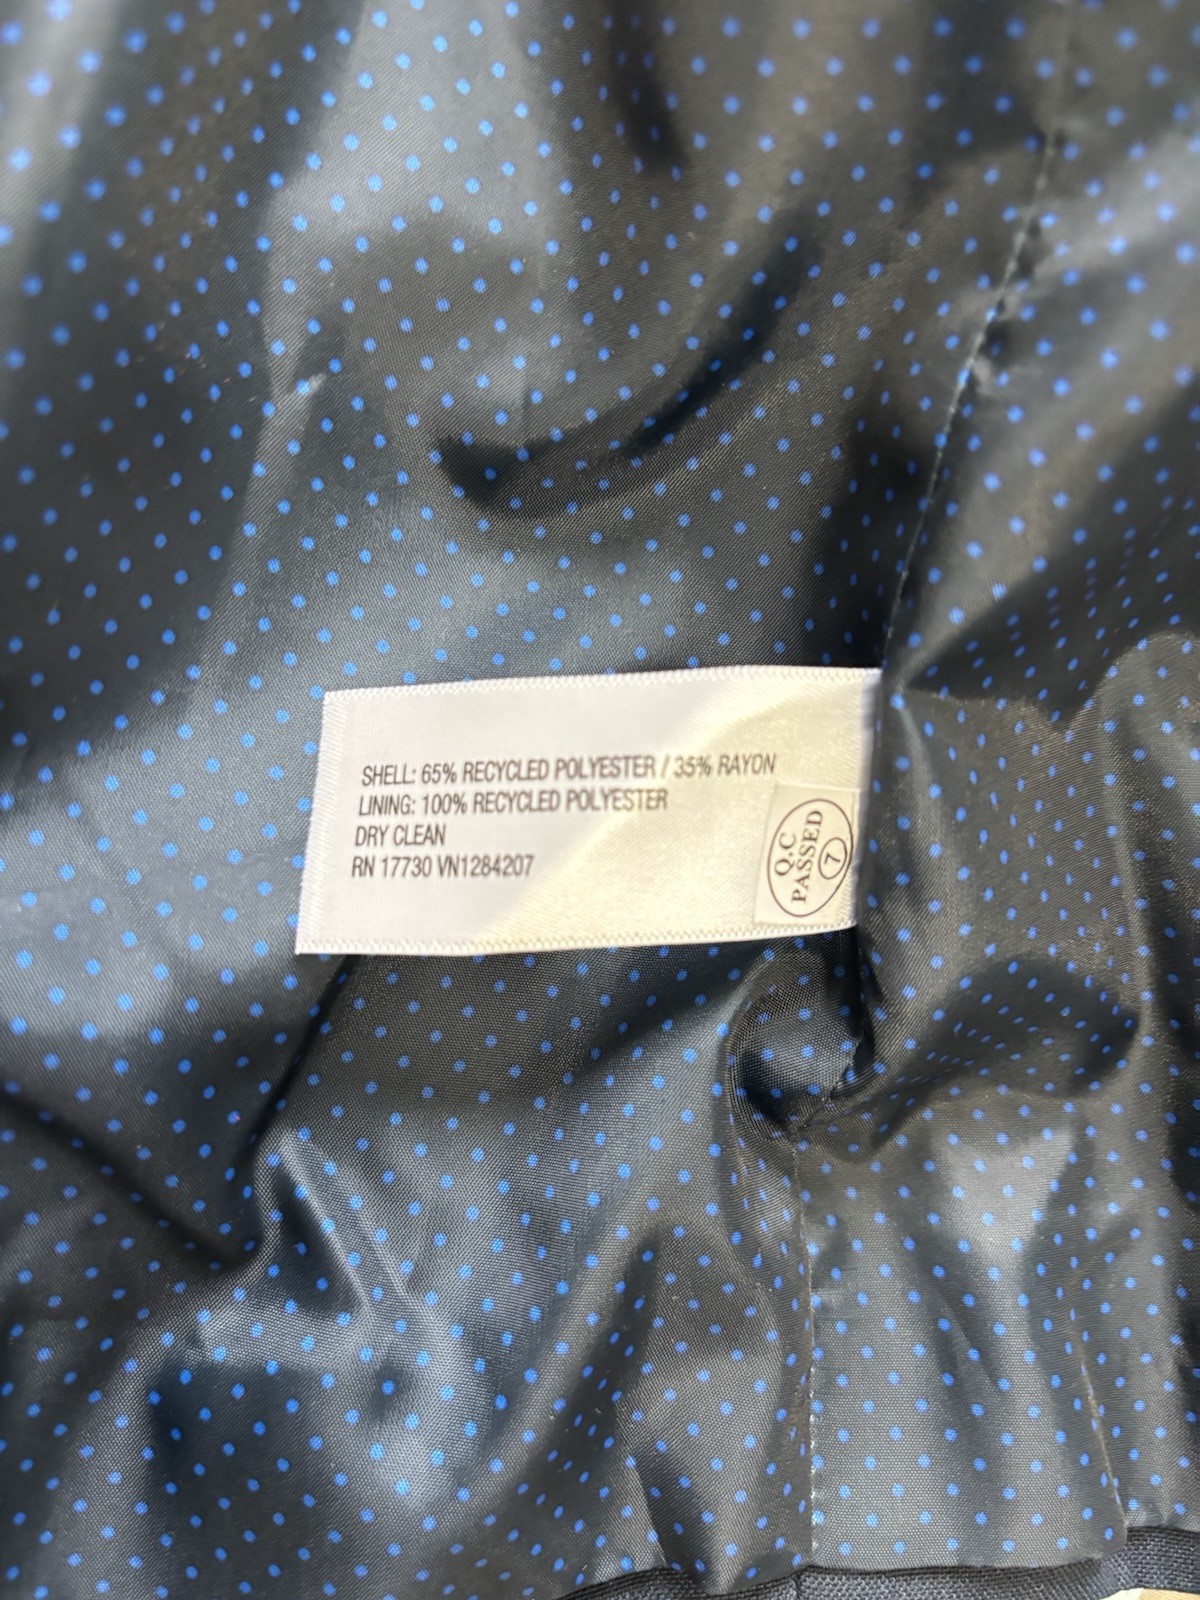 SHELL: 65% RECYCLED POLYESTER / 35% RAYON
LINING: 100% RECYCLED POLYESTER
DRY CLEAN
RN 17730 VN1284207
Q.C
PASSED
7